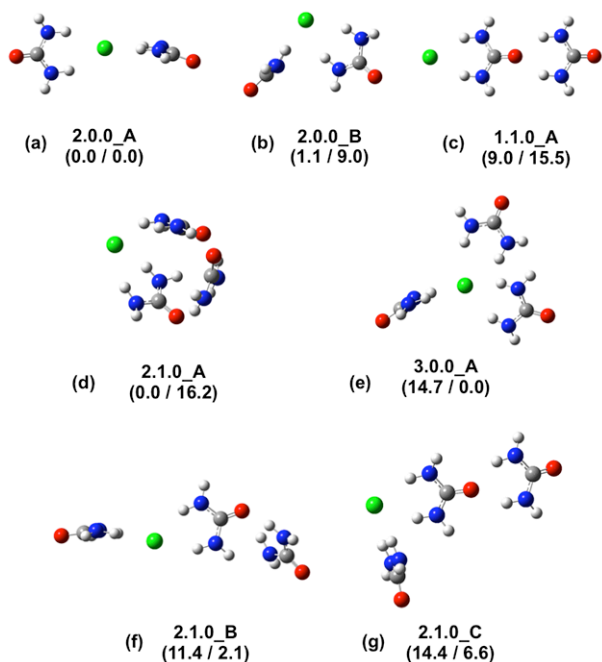 (a) 2.0.0_A
(0.0 / 0.0)
(b) 2.0.0_B
(1.1 / 9.0)
(c) 1.1.0_A
(9.0 / 15.5)
(d) 2.1.0_A
(0.0 / 16.2)
(e) 3.0.0_A
(14.7 / 0.0)
(f) 2.1.0_B
(11.4 / 2.1)
(g) 2.1.0_C
(14.4 / 6.6)